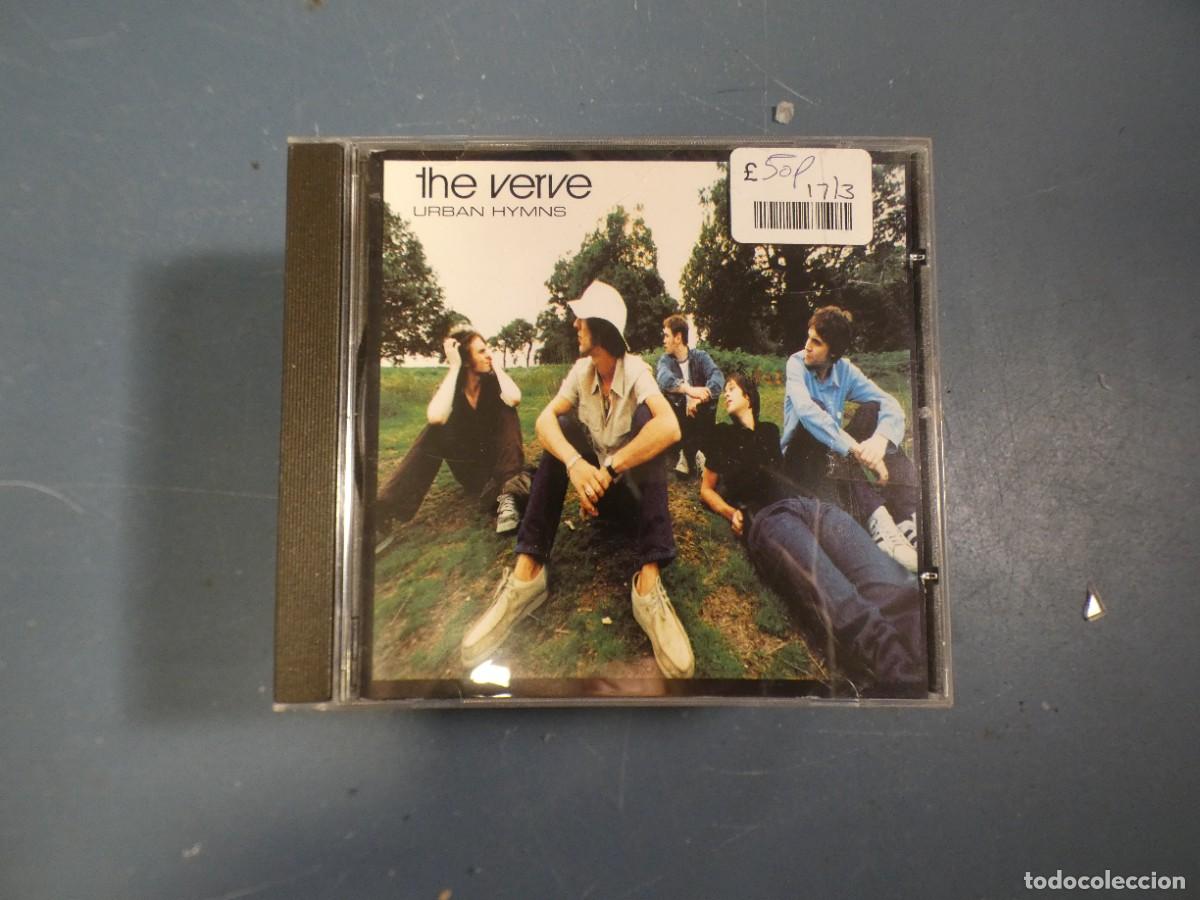 the verve
URBAN HYMNS
£ 50p
17/3
todocoleccion